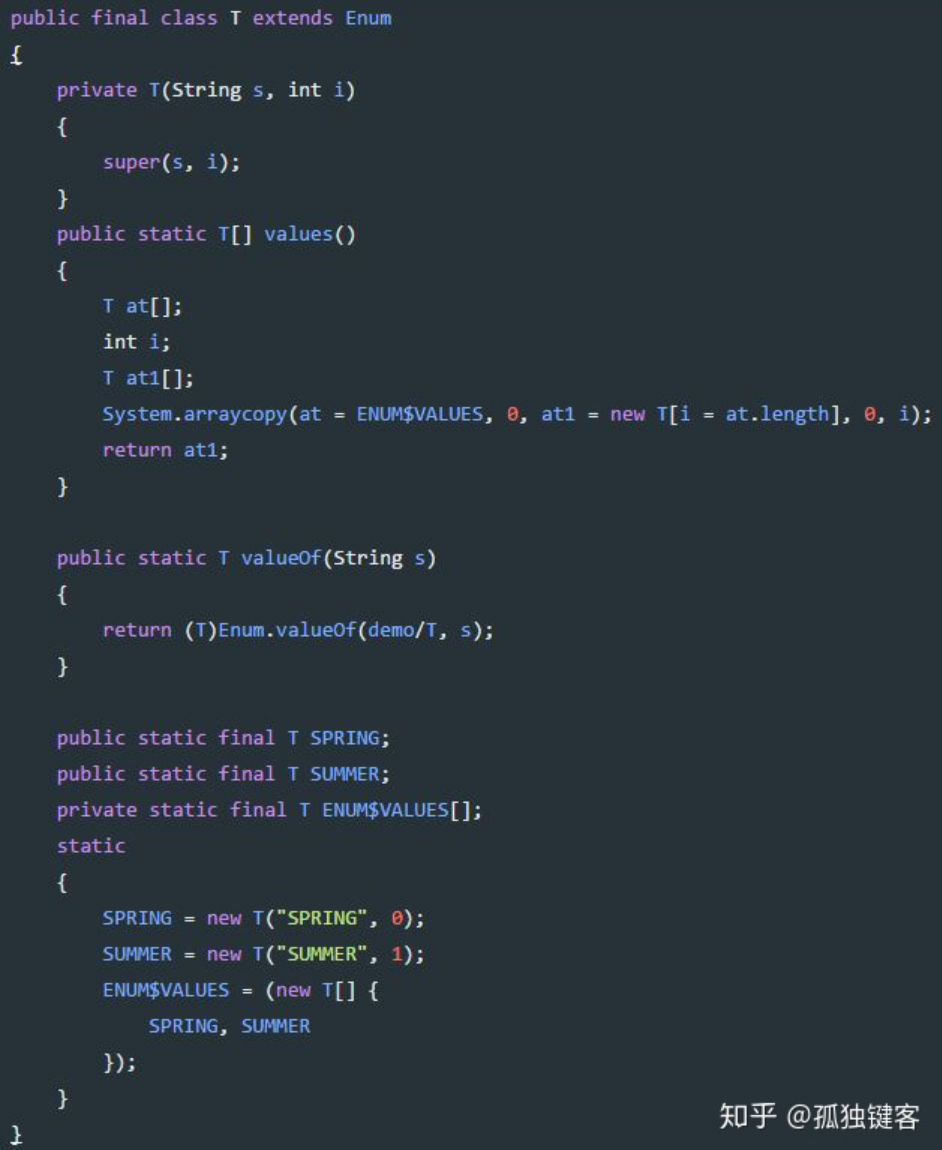 public final class T extends Enum
{
    private T(String s, int i)
    {
        super(s, i);
    }
    public static T[] values()
    {
        T at[];
        int i;
        T at1[];
        System.arraycopy(at = ENUM$VALUES, 0, at1 = new T[i = at.length], 0, i);
        return at1;
    }

    public static T valueOf(String s)
    {
        return (T)Enum.valueOf(demo/T, s);
    }

    public static final T SPRING;
    public static final T SUMMER;
    private static final T ENUM$VALUES[];
    static
    {
        SPRING = new T("SPRING", 0);
        SUMMER = new T("SUMMER", 1);
        ENUM$VALUES = (new T[] {
            SPRING, SUMMER
        });
    }
}
知乎 @孤独键客